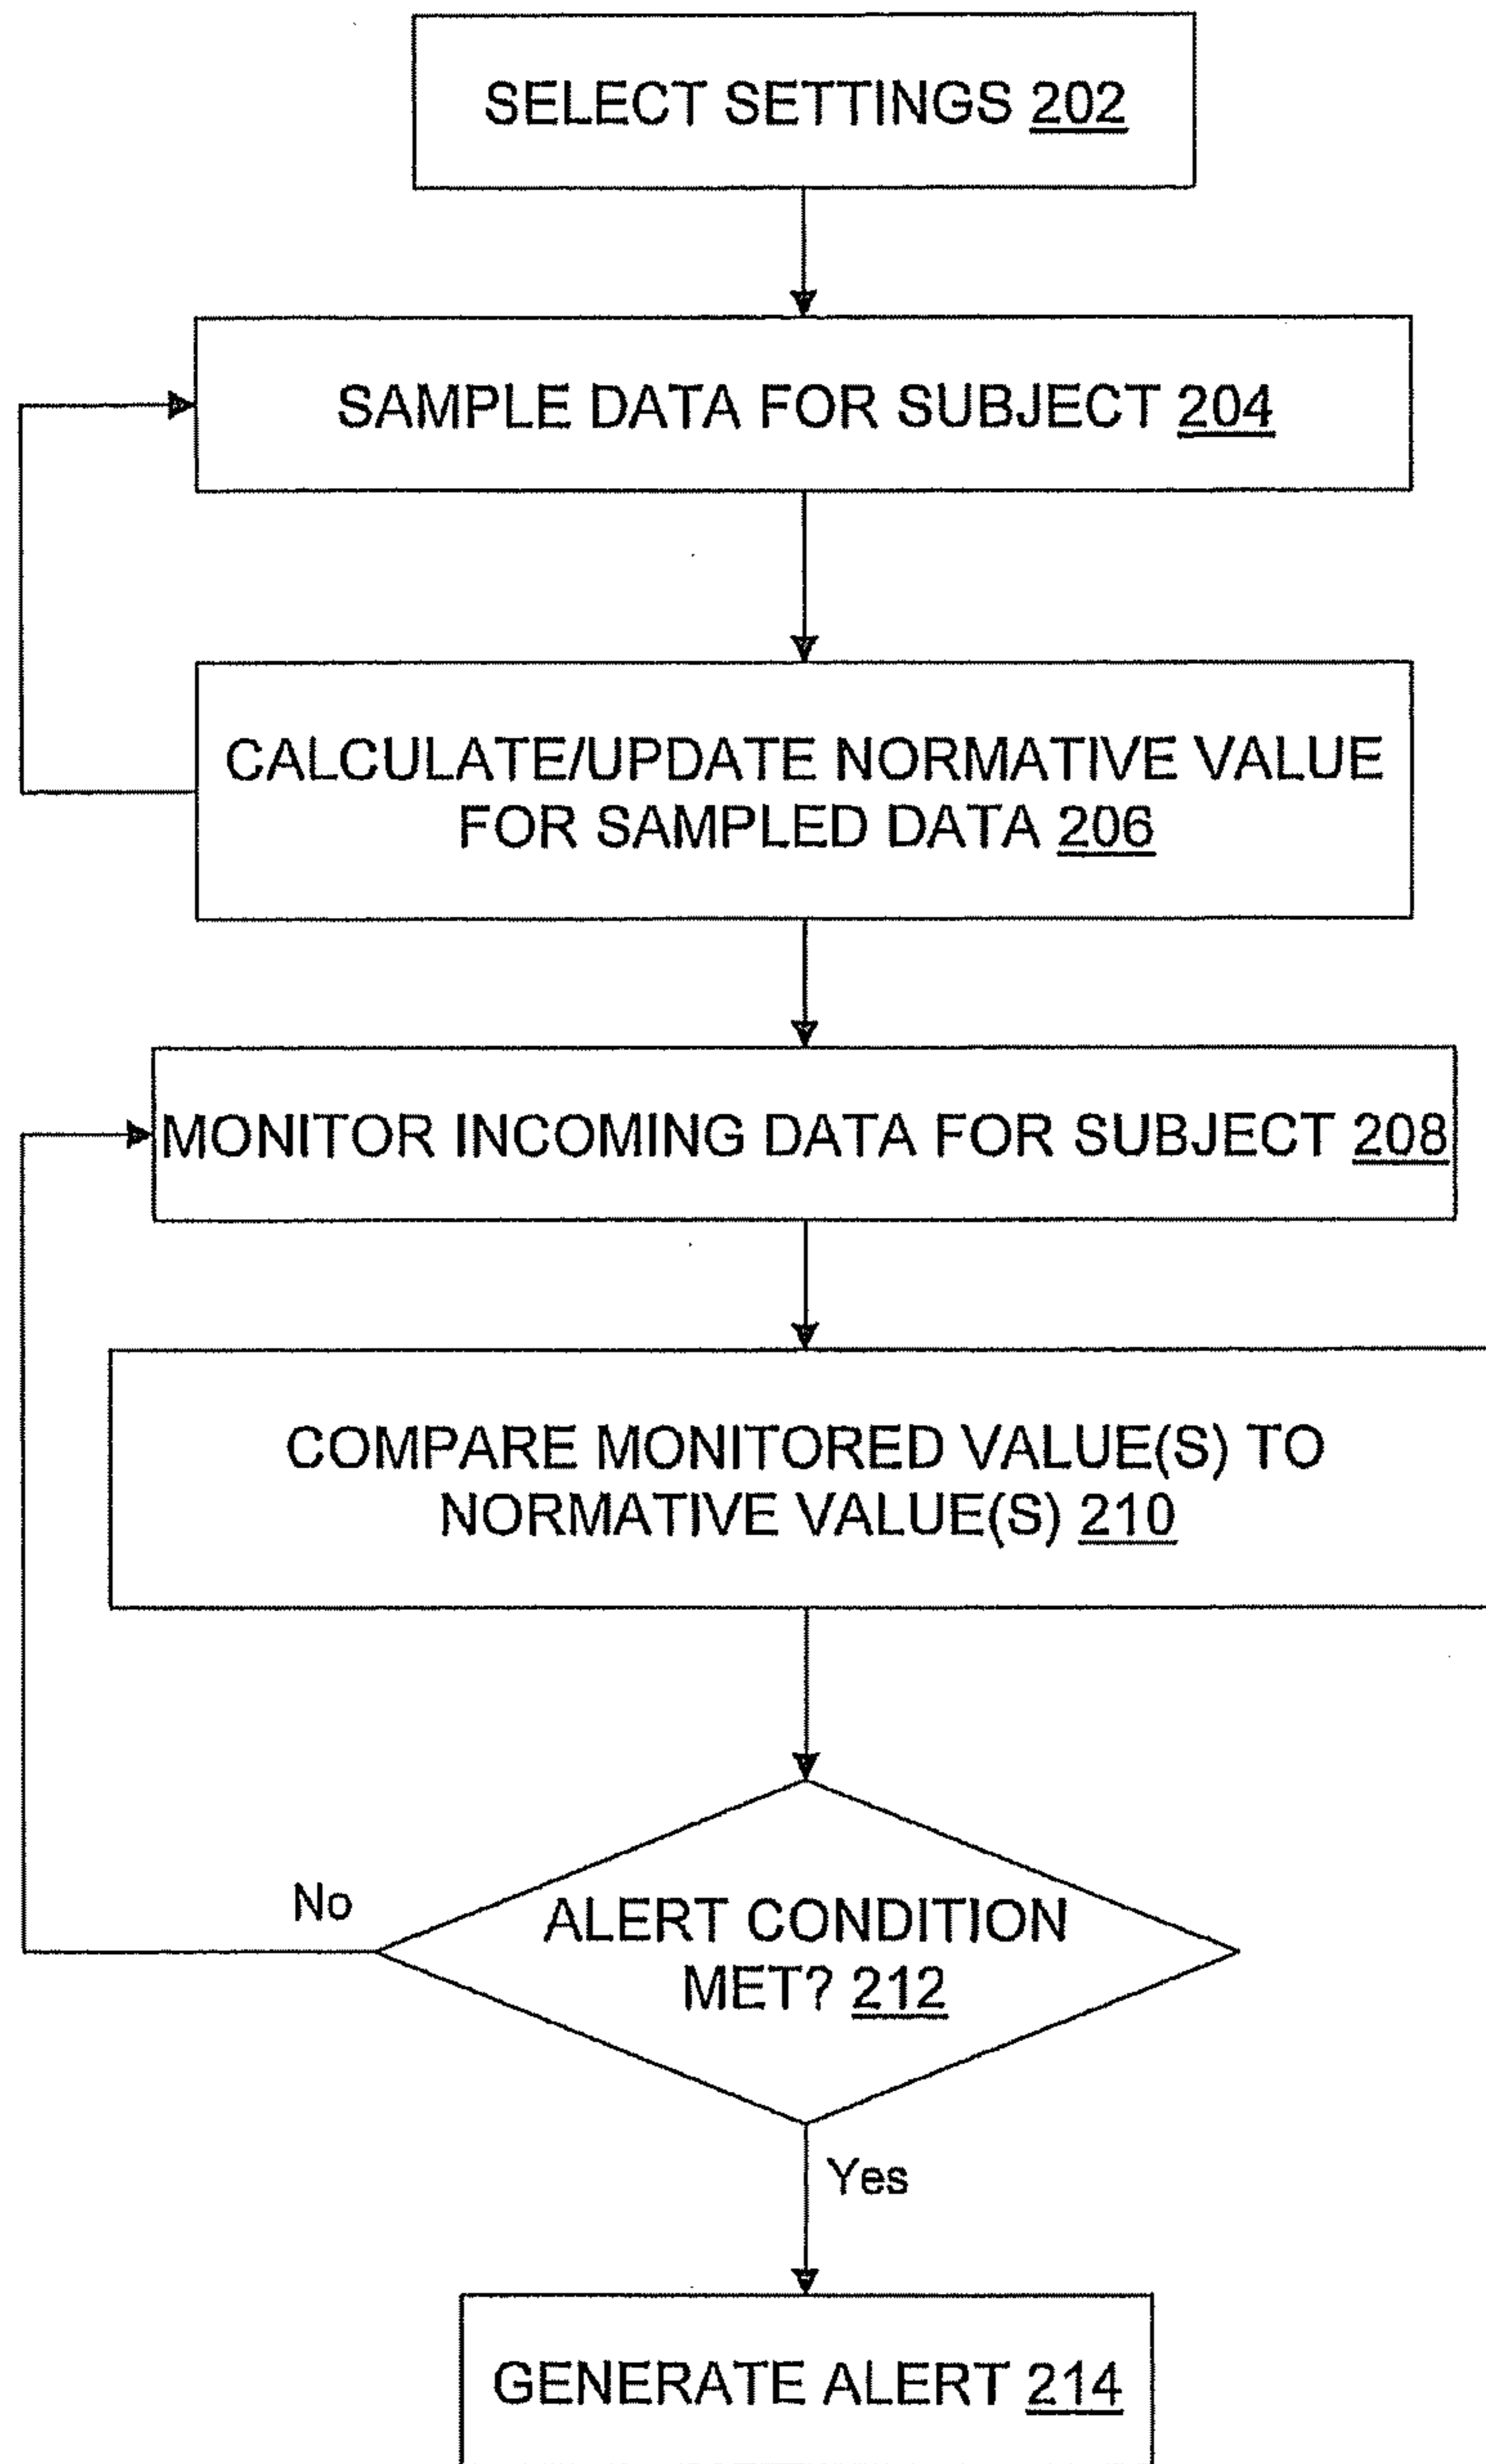 SELECT SETTINGS 202
SAMPLE DATA FOR SUBJECT 204
CALCULATE/UPDATE NORMATIVE VALUE
FOR SAMPLED DATA 206
MONITOR INCOMING DATA FOR SUBJECT 208
COMPARE MONITORED VALUE(S) TO
NORMATIVE VALUE(S) 210
No
ALERT CONDITION
MET? 212
Yes
GENERATE ALERT 214